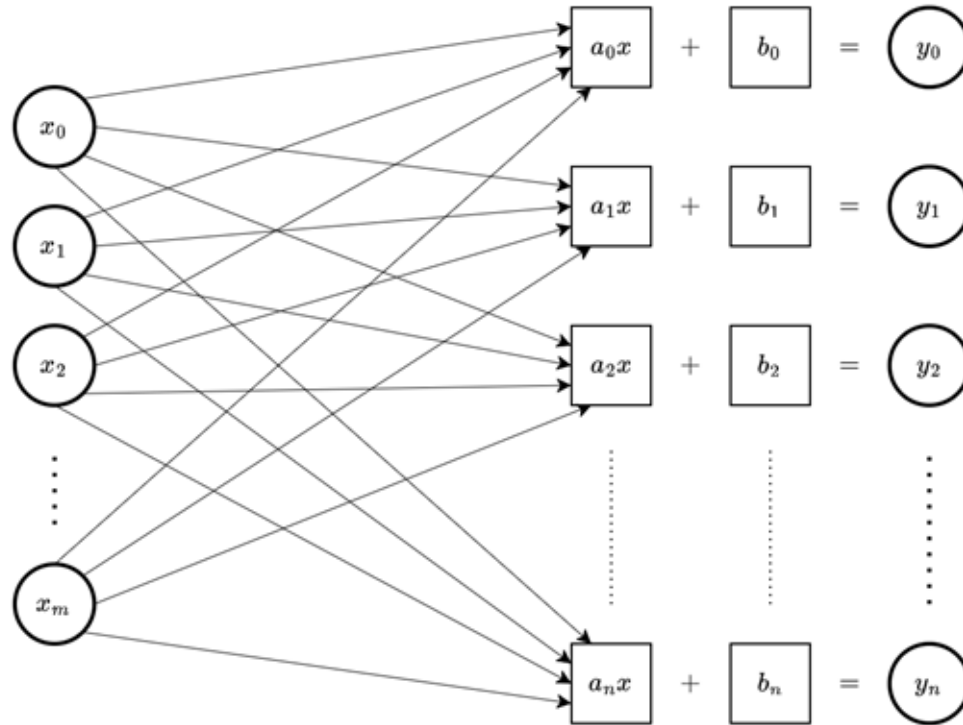 a₀x + b₀ = y₀
x₀
a₁x + b₁ = y₁
x₁
a₂x + b₂ = y₂
x₂
xₘ
aₙx + bₙ = yₙ